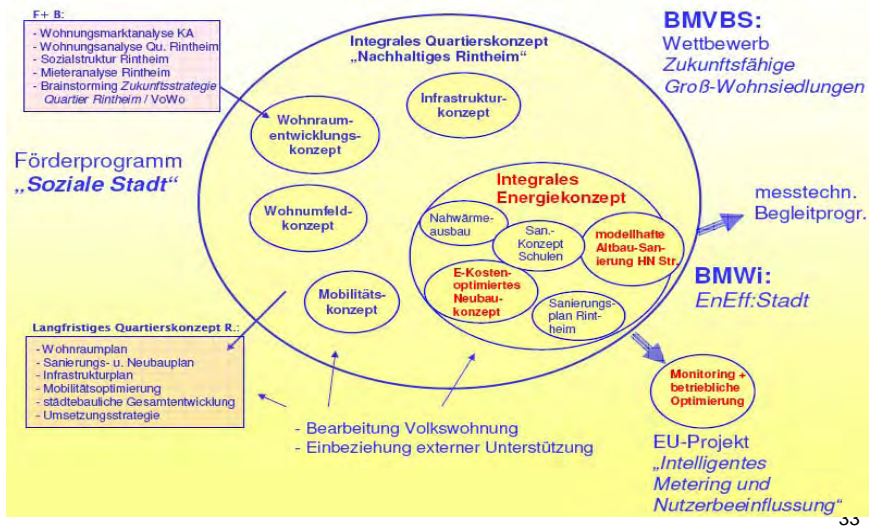 F+ B:
- Wohnungsmarktanalyse KA
- Wohnungsanalyse Qu. Rintheim
- Sozialstruktur Rintheim
- Mieteranalyse Rintheim
- Brainstorming Zukunftsstrategie
Quartier Rintheim / VoWo
Förderprogramm
„Soziale Stadt“
Integrales Quartierskonzept
„Nachhaltiges Rintheim“
Infrastruktur-
konzept
Wohnraum-
entwicklungs-
konzept
Wohnumfeld-
konzept
Mobilitäts-
konzept
Integrales
Energiekonzept
Nahwärme-
ausbau
San.-
Konzept
Schulen
modellhafte
Altbau-San-
ierung HN Str.
E-Kosten-
optimiertes
Neubau-
konzept
Sanierungs-
plan Rint-
heim
BMVBS:
Wettbewerb
Zukunftsfähige
Groß-Wohnsiedlungen
messtechn.
Begleitprogr.
BMWi:
EnEff:Stadt
Monitoring +
betriebliche
Optimierung
EU-Projekt
„Intelligentes
Metering und
Nutzerbeeinflussung“
Langfristiges Quartierskonzept R.:
- Wohnraumplan
- Sanierungs- u. Neubauplan
- Infrastrukturplan
- Mobilitätsoptimierung
- städtebauliche Gesamtentwicklung
- Umsetzungsstrategie
- Bearbeitung Volkswohnung
- Einbeziehung externer Unterstützung
33